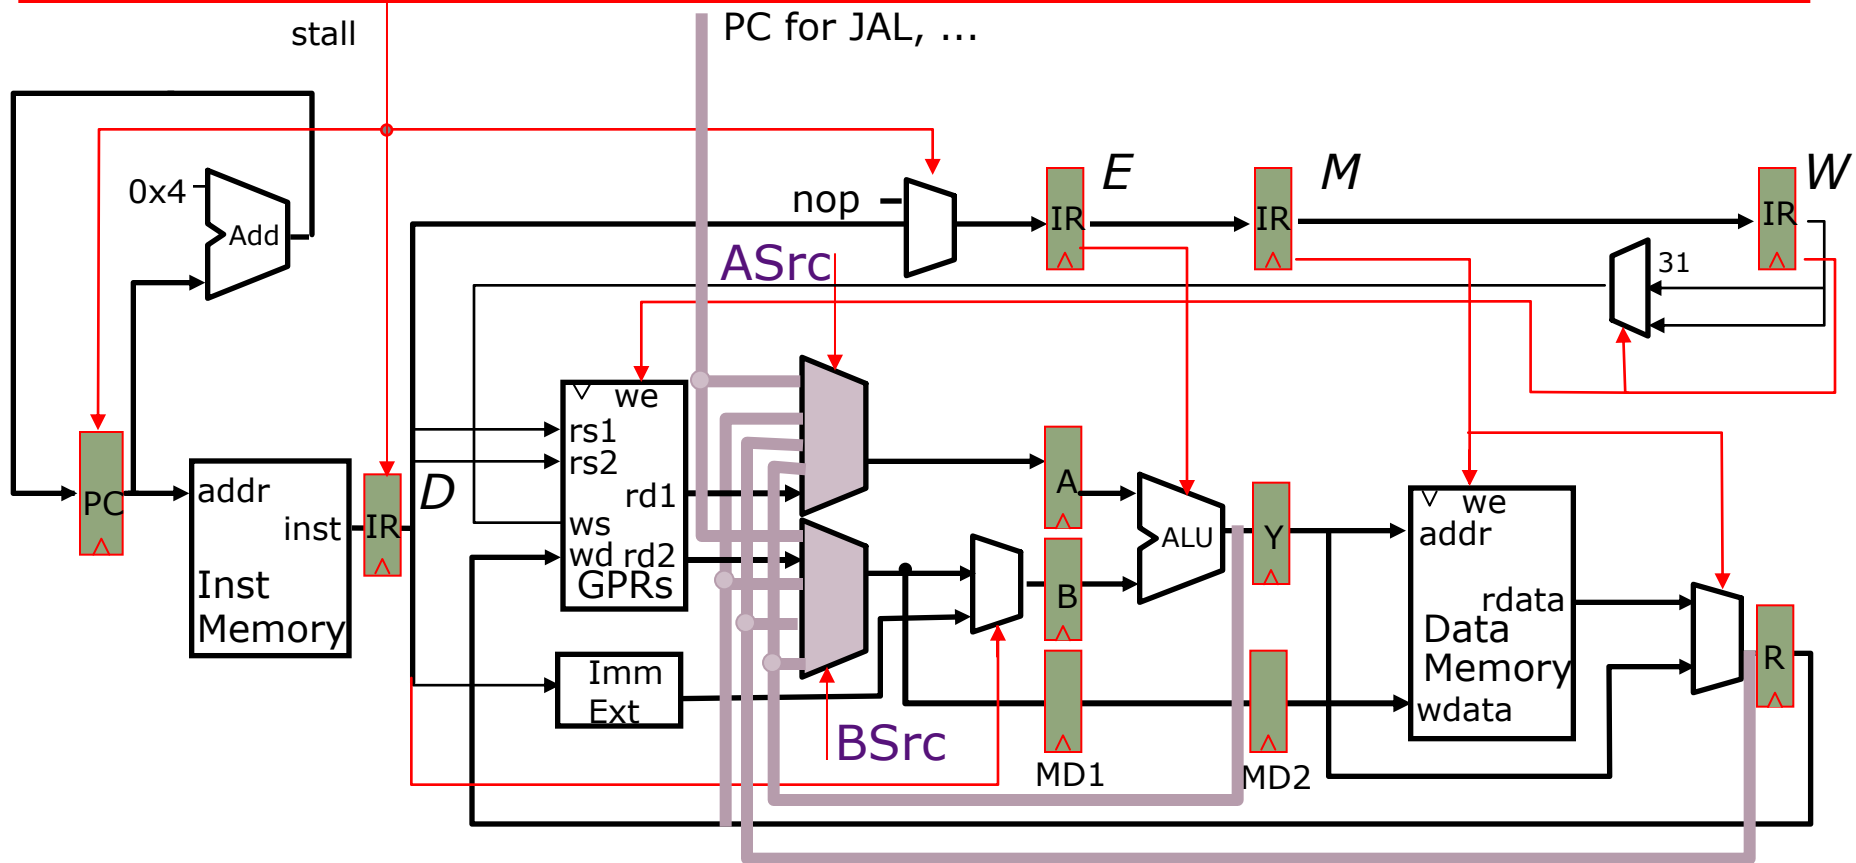 PC for JAL, ...
stall
E
M
W
0x4
nop
IR
IR
IR
Add
ASrc
31
we
rs1
rs2
D
addr
rd1
A
we
PC
inst
IR
ws
ALU
Y
addr
wd
rd2
GPRs
Inst
Memory
B
rdata
Data
Memory
R
Imm
Ext
wdata
BSrc
MD1
MD2